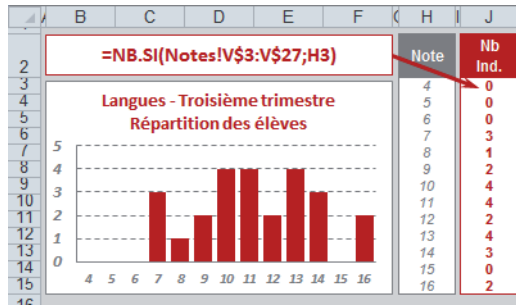 B C D E F H J
2 =NB.SI(Notes!V$3:V$27;H3) Note Nb
Ind.
3 4 0
4 Langues - Troisième trimestre 5 0
5 Répartition des élèves 6 0
6 5 7 3
7 4 8 1
8 3 9 2
9 2 10 4
10 1 11 4
11 0 12 2
12 4 5 6 7 8 9 10 11 12 13 14 15 16 13 4
13 14 3
14 15 0
15 16 2
16